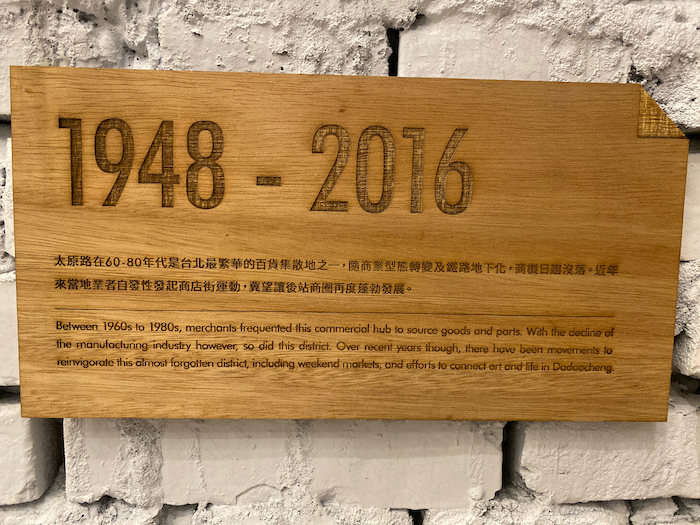 1948 - 2016
太原路在60-80年代是台北最繁華的百貨集散地之一，隨商業型態轉變及鐵路地下化，商機日趨沒落。近年
來當地業者自發性發起商店街運動，冀望讓後站商圈再度蓬勃發展。
Between 1960s to 1980s, merchants frequented this commercial hub to source goods and parts. With the decline of
the manufacturing industry however, so did this district. Over recent years though, there have been movements to
reinvigorate this almost forgotten district, including weekend markets, and efforts to connect art and life in Dadaocheng.